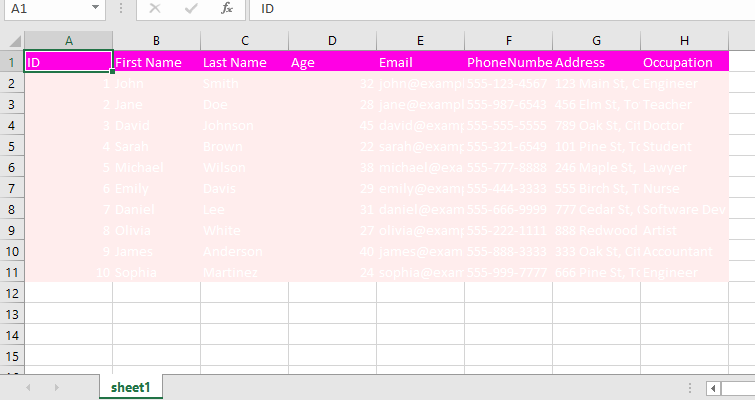 A1 fx ID
A B C D E F G H
1 ID First Name Last Name Age Email PhoneNumbe Address Occupation
2 1 John Smith 32 john@exampl 555-123-4567 123 Main St, C Engineer
3 2 Jane Doe 28 jane@exampl 555-987-6543 456 Elm St, To Teacher
4 3 David Johnson 45 david@examp 555-555-5555 789 Oak St, Cit Doctor
5 4 Sarah Brown 22 sarah@examp 555-321-6549 101 Pine St, To Student
6 5 Michael Wilson 38 michael@exa 555-777-8888 246 Maple St, Lawyer
7 6 Emily Davis 29 emily@examp 555-444-3333 555 Birch St, T Nurse
8 7 Daniel Lee 31 daniel@exam 555-666-9999 777 Cedar St, Software Dev
9 8 Olivia White 27 olivia@examp 555-222-1111 888 Redwood Artist
10 9 James Anderson 40 james@exam 555-888-3333 333 Oak St, Cit Accountant
11 10 Sophia Martinez 24 sophia@exam 555-999-7777 666 Pine St, To Engineer
12
13
14
15
sheet1